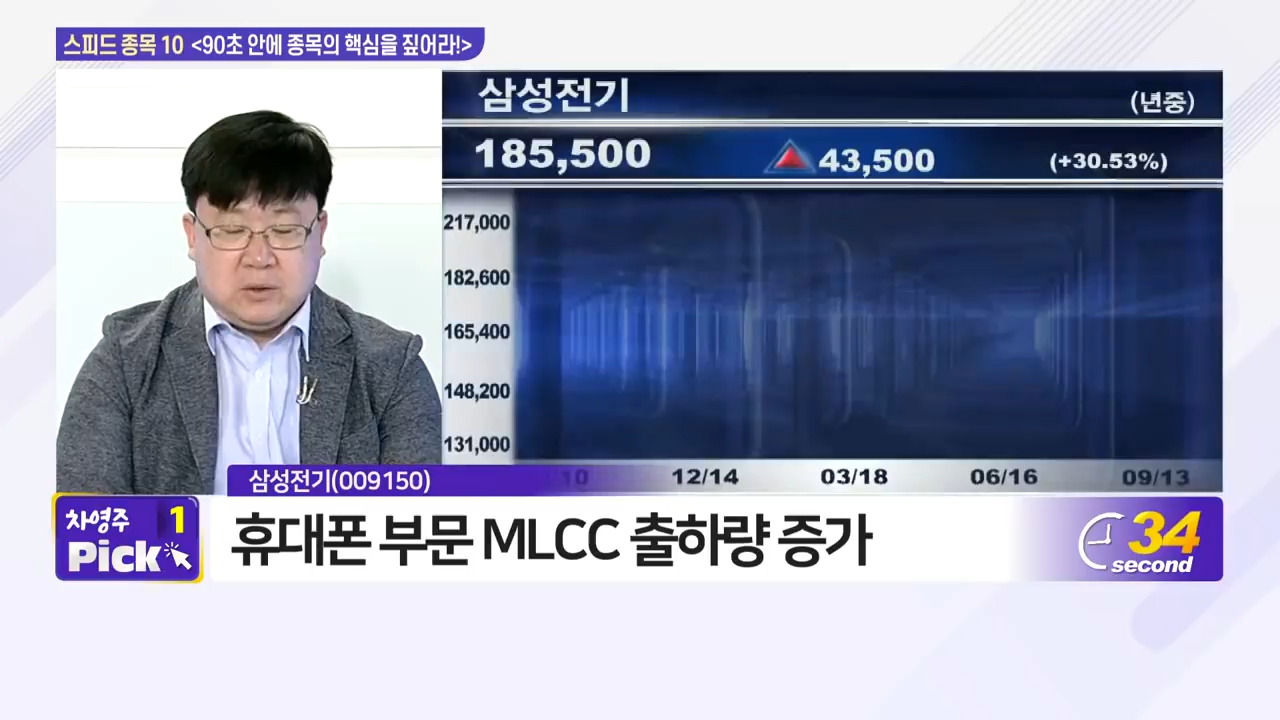 스피드 종목 10 <90초 안에 종목의 핵심을 짚어라!>
삼성전기
(년중)
185,500
43,500
(+30.53%)
217,000
182,600
165,400
148,200
131,000
10
12/14
03/18
06/16
09/13
삼성전기(009150)
차영주 1
Pick
휴대폰 부문 MLCC 출하량 증가
34
second